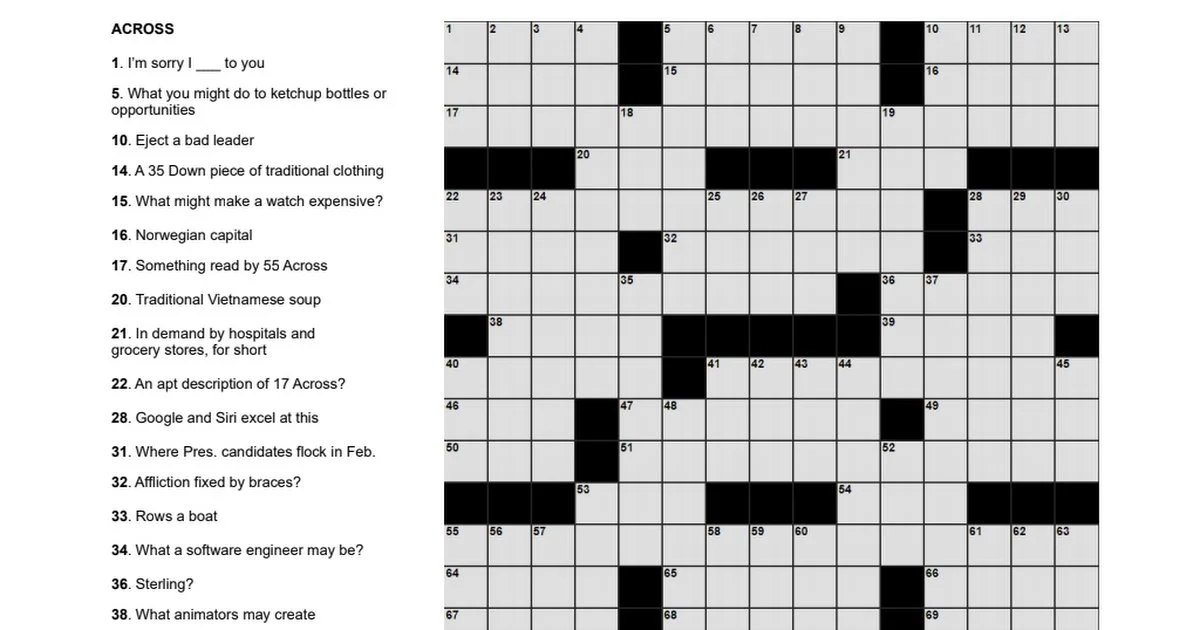 ACROSS
1. I'm sorry I ___ to you
5. What you might do to ketchup bottles or
opportunities
10. Eject a bad leader
14. A 35 Down piece of traditional clothing
15. What might make a watch expensive?
16. Norwegian capital
17. Something read by 55 Across
20. Traditional Vietnamese soup
21. In demand by hospitals and
grocery stores, for short
22. An apt description of 17 Across?
28. Google and Siri excel at this
31. Where Pres. candidates flock in Feb.
32. Affliction fixed by braces?
33. Rows a boat
34. What a software engineer may be?
36. Sterling?
38. What animators may create
1 2 3 4 5 6 7 8 9 10 11 12 13
14 15 16
17 18 19
20 21
22 23 24 25 26 27 28 29 30
31 32 33
34 35 36 37
38 39
40 41 42 43 44 45
46 47 48 49
50 51 52
53 54
55 56 57 58 59 60 61 62 63
64 65 66
67 68 69